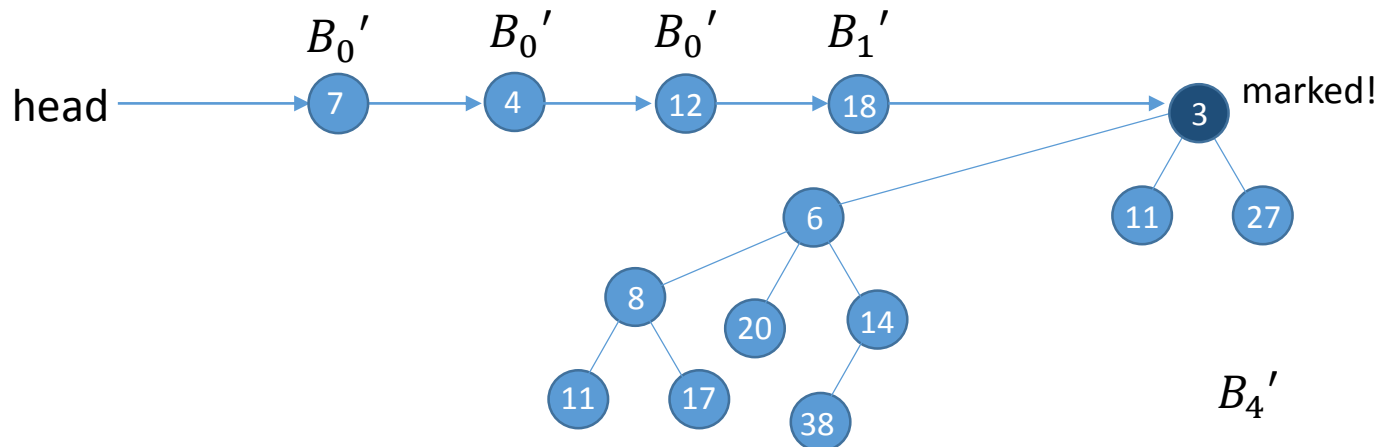 B₀′ B₀′ B₀′ B₁′
head 7 4 12 18 3 marked!
6 11 27
8 20 14
11 17 38
B₄′